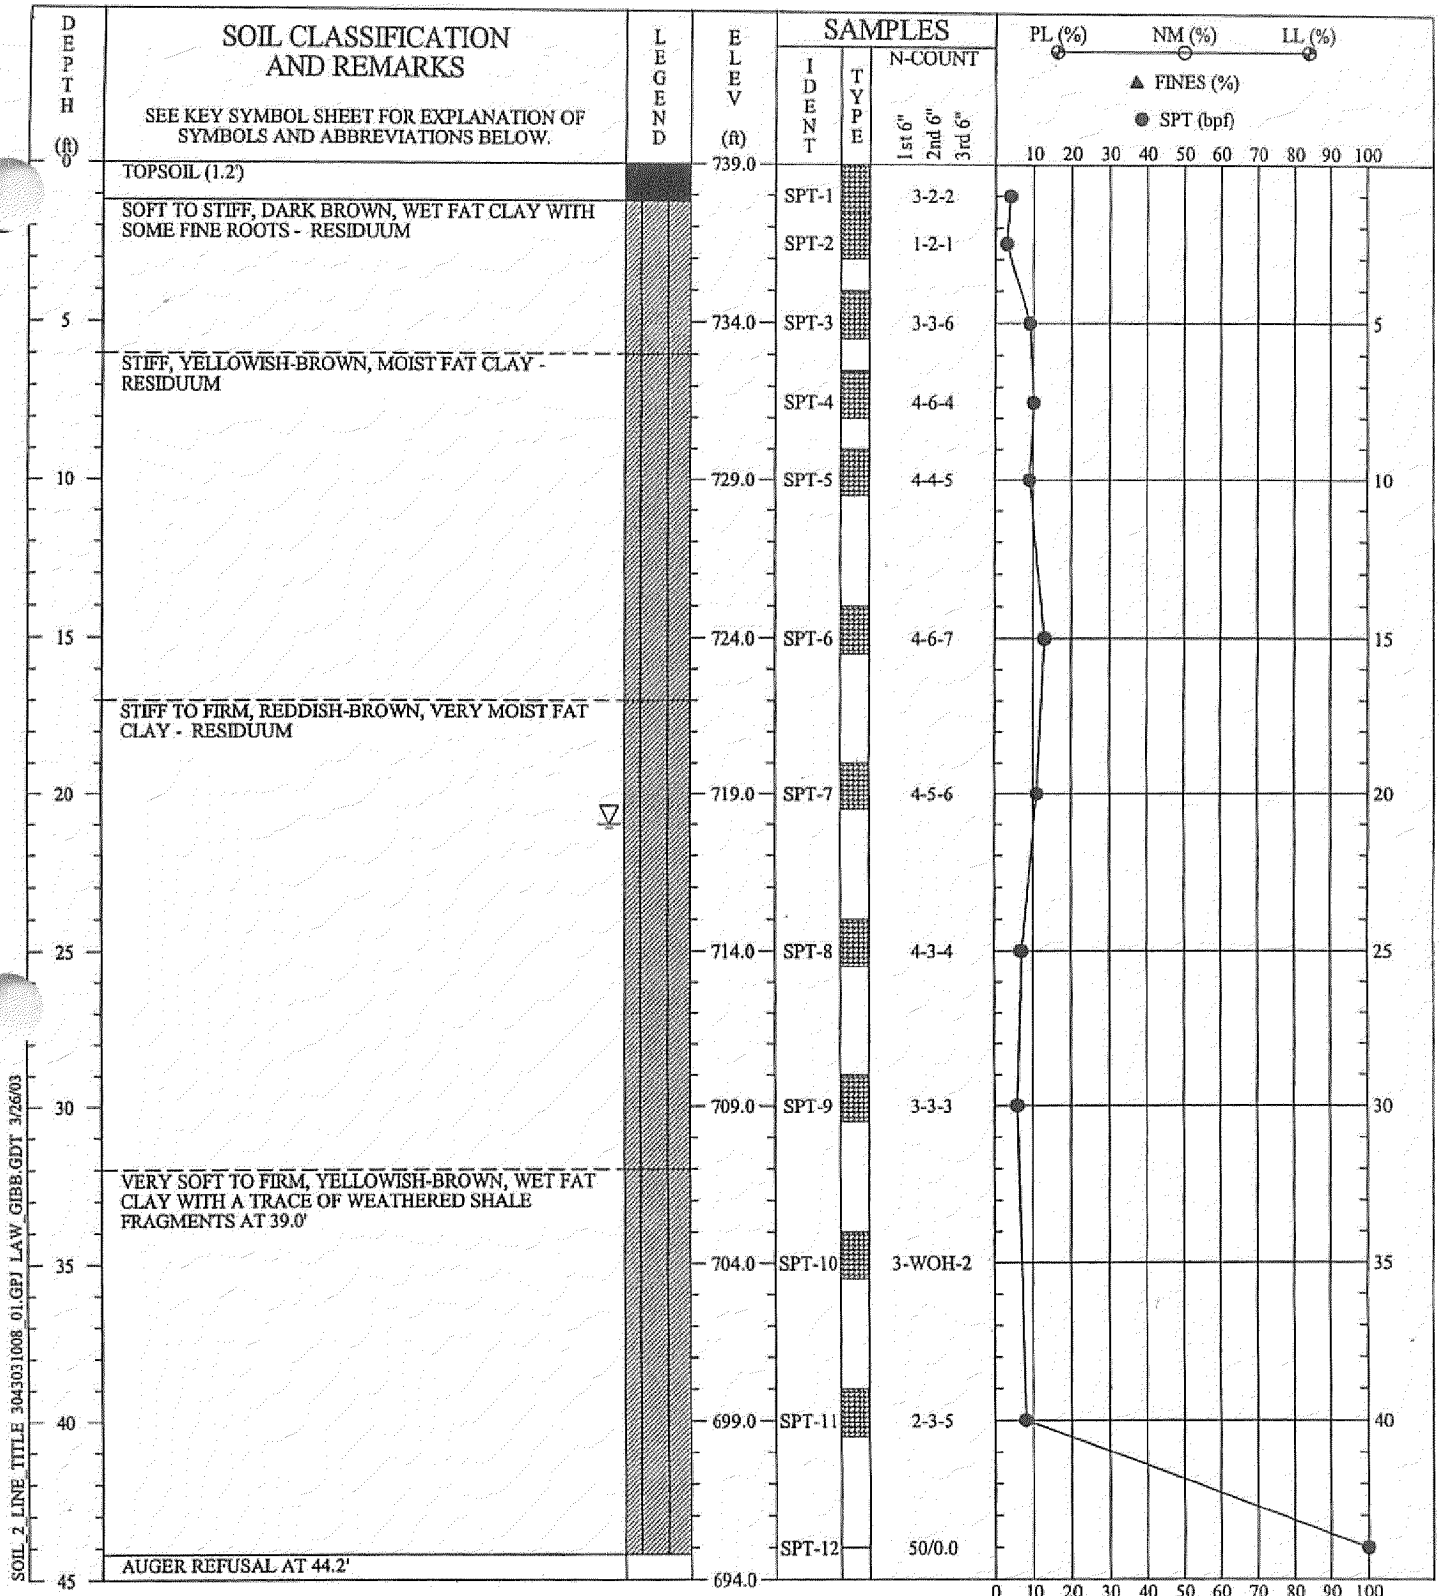 DEPTH
(ft)
SOIL CLASSIFICATION
AND REMARKS
SEE KEY SYMBOL SHEET FOR EXPLANATION OF
SYMBOLS AND ABBREVIATIONS BELOW.
LEGEND
ELEV
(ft)
SAMPLES
IDENT
TYPE
N-COUNT
1st 6"
2nd 6"
3rd 6"
PL (%) NM (%) LL (%)
FINES (%)
SPT (bpf)
10 20 30 40 50 60 70 80 90 100
0 739.0
TOPSOIL (1.2')
SPT-1 3-2-2
SOFT TO STIFF, DARK BROWN, WET FAT CLAY WITH
SOME FINE ROOTS - RESIDUUM
SPT-2 1-2-1
5 734.0 SPT-3 3-3-6 5
STIFF, YELLOWISH-BROWN, MOIST FAT CLAY -
RESIDUUM
SPT-4 4-6-4
10 729.0 SPT-5 4-4-5 10
15 724.0 SPT-6 4-6-7 15
STIFF TO FIRM, REDDISH-BROWN, VERY MOIST FAT
CLAY - RESIDUUM
20 719.0 SPT-7 4-5-6 20
25 714.0 SPT-8 4-3-4 25
30 709.0 SPT-9 3-3-3 30
VERY SOFT TO FIRM, YELLOWISH-BROWN, WET FAT
CLAY WITH A TRACE OF WEATHERED SHALE
FRAGMENTS AT 39.0'
35 704.0 SPT-10 3-WOH-2 35
40 699.0 SPT-11 2-3-5 40
SPT-12 50/0.0
AUGER REFUSAL AT 44.2'
45 694.0
0 10 20 30 40 50 60 70 80 90 100
SOIL_2_LINE_TITLE 3043031008_01.GPJ LAW_GIBB.GDT 3/26/03